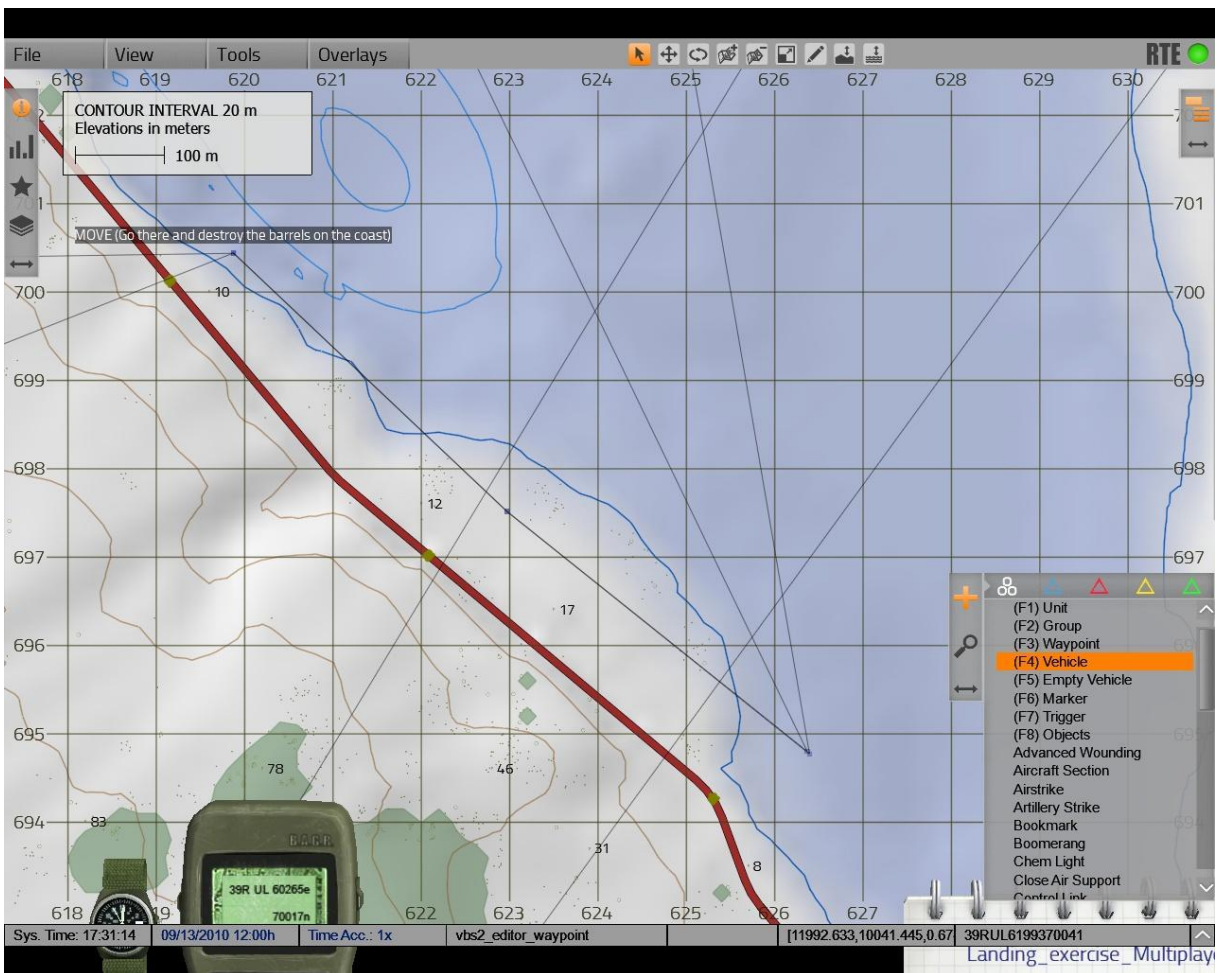 File View Tools Overlays RTE
618 619 620 621 622 623 624 625 626 627 628 629 630
CONTOUR INTERVAL 20 m
Elevations in meters
100 m
701 701
MOVE (Go there and destroy the barrels on the coast)
700 10 700
699 699
698 698
12
697 697
17
(F1) Unit
(F2) Group
696 (F3) Waypoint
(F4) Vehicle
(F5) Empty Vehicle
(F6) Marker
(F7) Trigger
695 (F8) Objects
Advanced Wounding
78 46 Aircraft Section
Airstrike
Artillery Strike
694 83 Bookmark
Boomerang
31 Chem Light
8 Close Air Support
Control Link
39R UL 60265e
70017n
618 619 622 623 624 625 626 627
Sys. Time: 17:31:14 09/13/2010 12:00h Time Acc.: 1x vbs2_editor_waypoint [11992.633,10041.445,0.67 39RUL6199370041
Landing_exercise_Multiplay